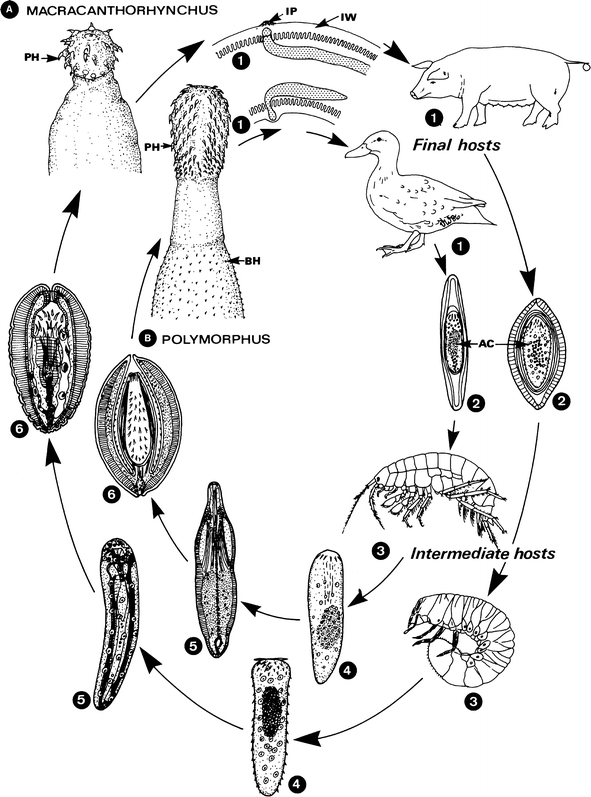 A MACRACANTHORHYNCHUS
IP
IW
PH
1
1
1
PH
Final hosts
1
BH
B POLYMORPHUS
AC
2
2
6
6
3
Intermediate hosts
5
4
5
3
4